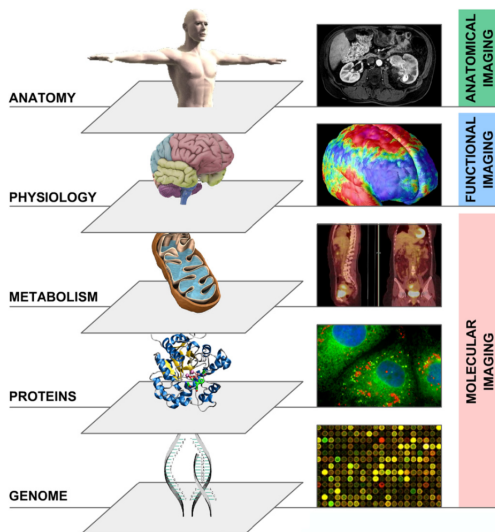 ANATOMY
ANATOMICAL
IMAGING
PHYSIOLOGY
FUNCTIONAL
IMAGING
METABOLISM
PROTEINS
GENOME
MOLECULAR
IMAGING